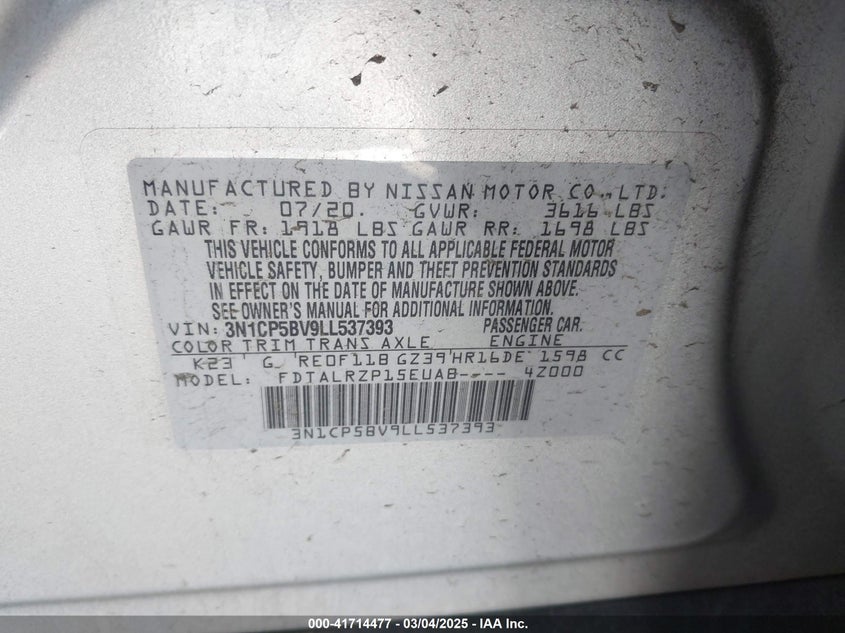 MANUFACTURED BY NISSAN MOTOR CO., LTD.
DATE: 07/20. GVWR: 3616 LBS
GAWR FR: 1918 LBS GAWR RR: 1698 LBS
THIS VEHICLE CONFORMS TO ALL APPLICABLE FEDERAL MOTOR
VEHICLE SAFETY, BUMPER AND THEFT PREVENTION STANDARDS
IN EFFECT ON THE DATE OF MANUFACTURE SHOWN ABOVE.
SEE OWNER'S MANUAL FOR ADDITIONAL INFORMATION.
VIN: 3N1CP5BV9LL537393 PASSENGER CAR.
COLOR TRIM TRANS AXLE ENGINE
K23 G RE0F11B GZ39 HR16DE 1598 CC
MODEL: FDTALRZP15EUAB---- 4Z000
3N1CP5BV9LL537393
000-41714477 - 03/04/2025 - IAA Inc.